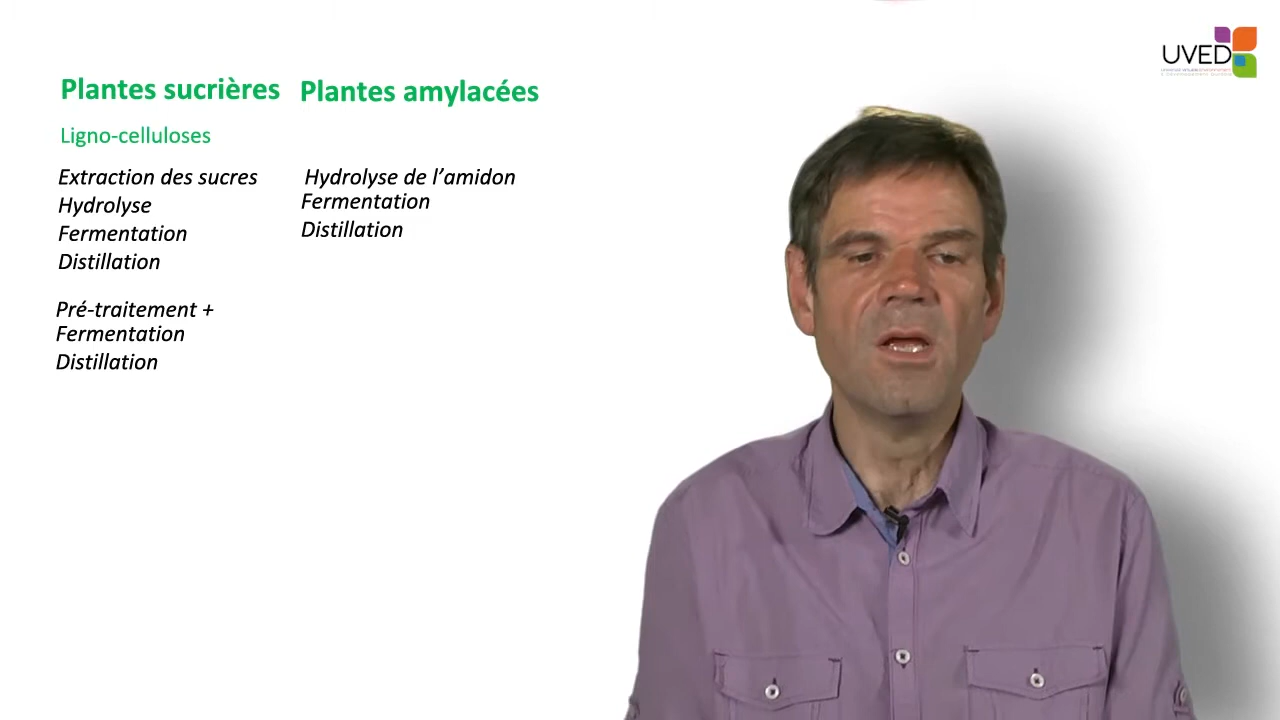 Plantes sucrières
Ligno-celluloses
Extraction des sucres
Hydrolyse
Fermentation
Distillation
Pré-traitement +
Fermentation
Distillation
Plantes amylacées
Hydrolyse de l’amidon
Fermentation
Distillation
UVED